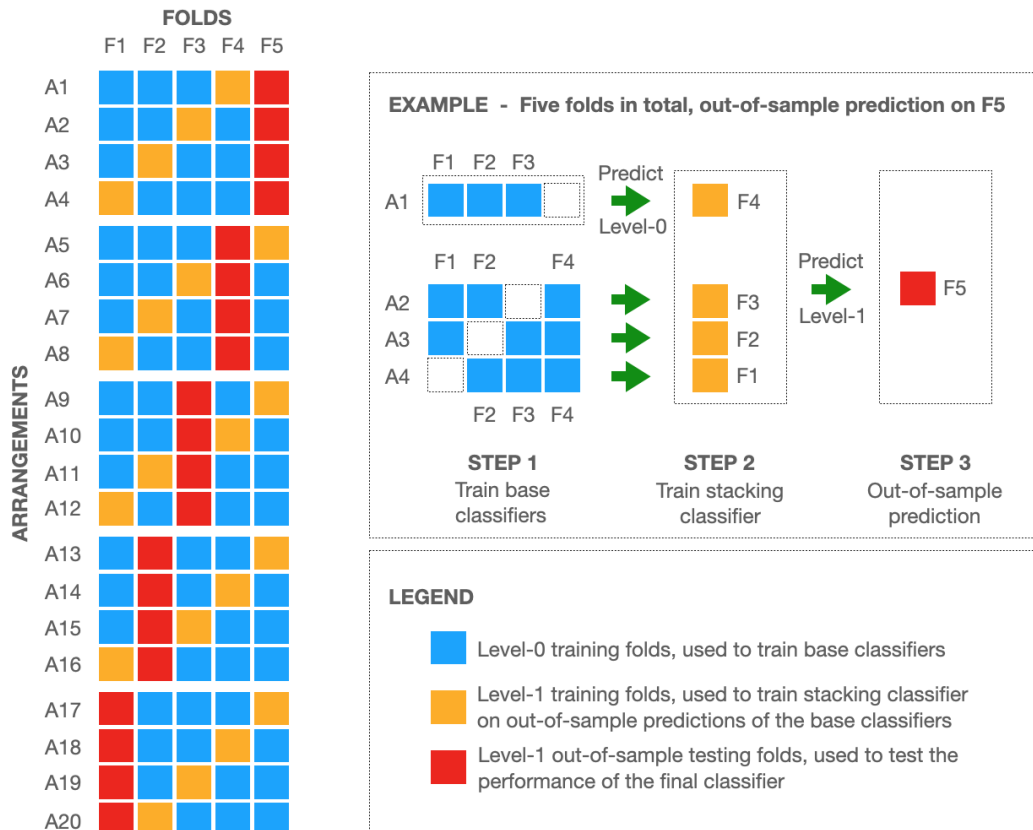 FOLDS
F1 F2 F3 F4 F5
A1
A2
A3
A4
A5
A6
A7
A8
A9
A10
A11
A12
A13
A14
A15
A16
A17
A18
A19
A20
ARRANGEMENTS
EXAMPLE - Five folds in total, out-of-sample prediction on F5
F1 F2 F3
A1
Predict
Level-0
F4
F1 F2 F4
A2
A3
A4
F2 F3 F4
F3
F2
F1
Predict
Level-1
F5
STEP 1
Train base
classifiers
STEP 2
Train stacking
classifier
STEP 3
Out-of-sample
prediction
LEGEND
Level-0 training folds, used to train base classifiers
Level-1 training folds, used to train stacking classifier
on out-of-sample predictions of the base classifiers
Level-1 out-of-sample testing folds, used to test the
performance of the final classifier